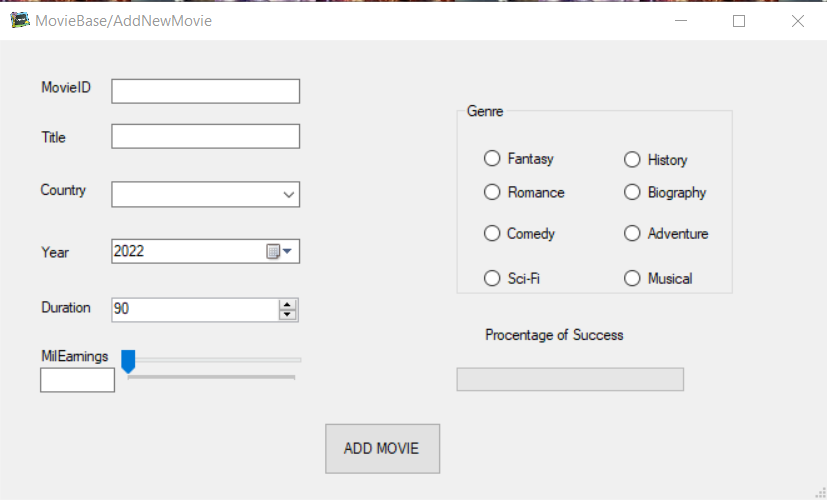 MovieBase/AddNewMovie
MovieID
Title
Country
Year
2022
Duration
90
MilEarnings
Genre
Fantasy
History
Romance
Biography
Comedy
Adventure
Sci-Fi
Musical
Procentage of Success
ADD MOVIE